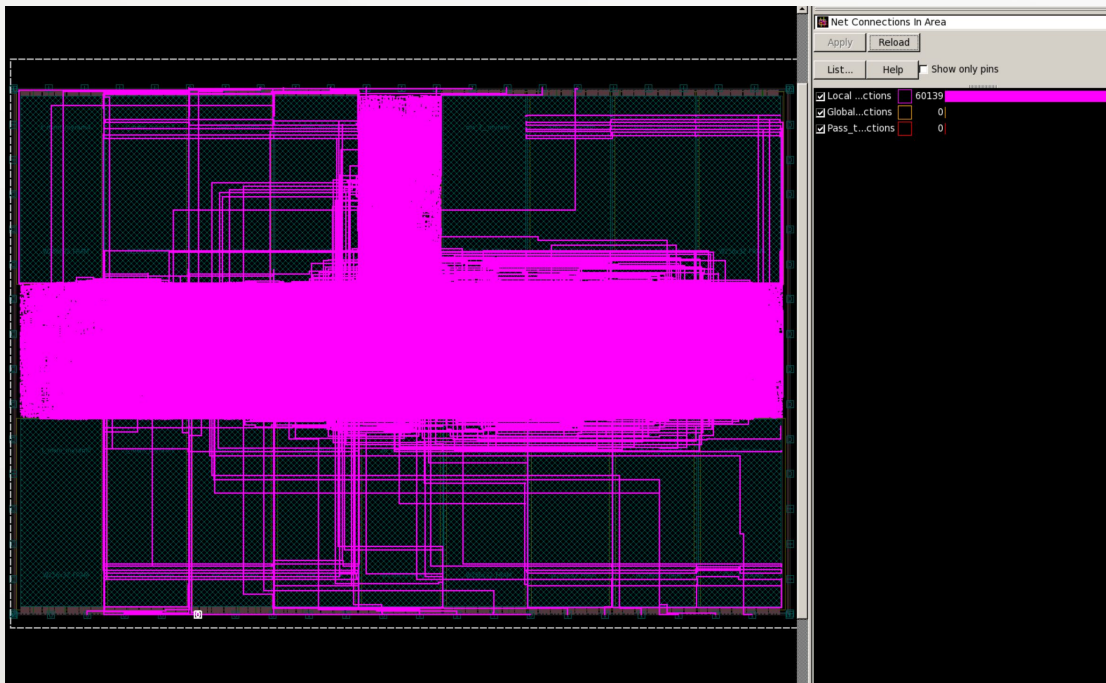 Net Connections In Area
Apply Reload
List... Help Show only pins
Local ...ctions 60139
Global...ctions 0
Pass_t...ctions 0